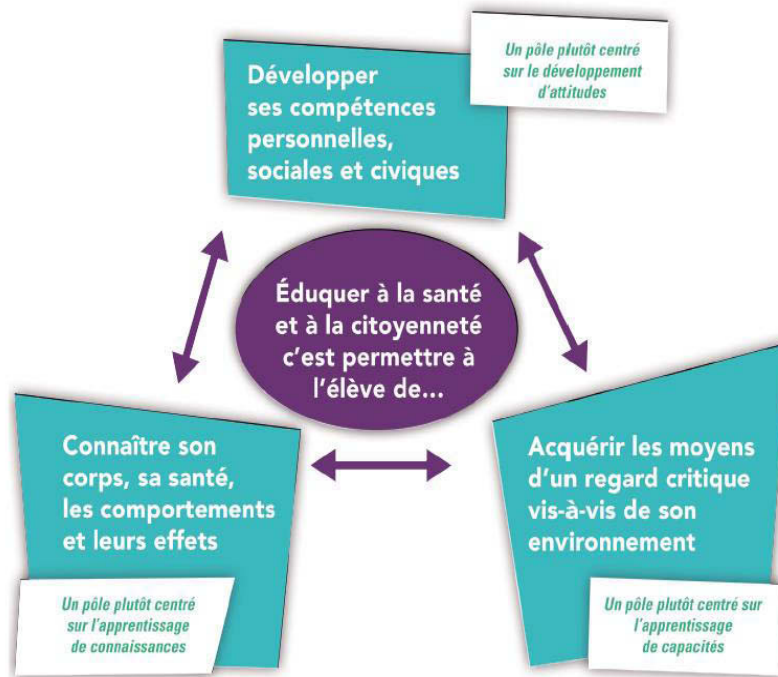 Développer
ses compétences
personnelles,
sociales et civiques
Un pôle plutôt centré
sur le développement
d'attitudes
Éduquer à la santé
et à la citoyenneté
c'est permettre à
l'élève de...
Connaître son
corps, sa santé,
les comportements
et leurs effets
Un pôle plutôt centré
sur l'apprentissage
de connaissances
Acquérir les moyens
d'un regard critique
vis-à-vis de son
environnement
Un pôle plutôt centré sur
l'apprentissage
de capacités